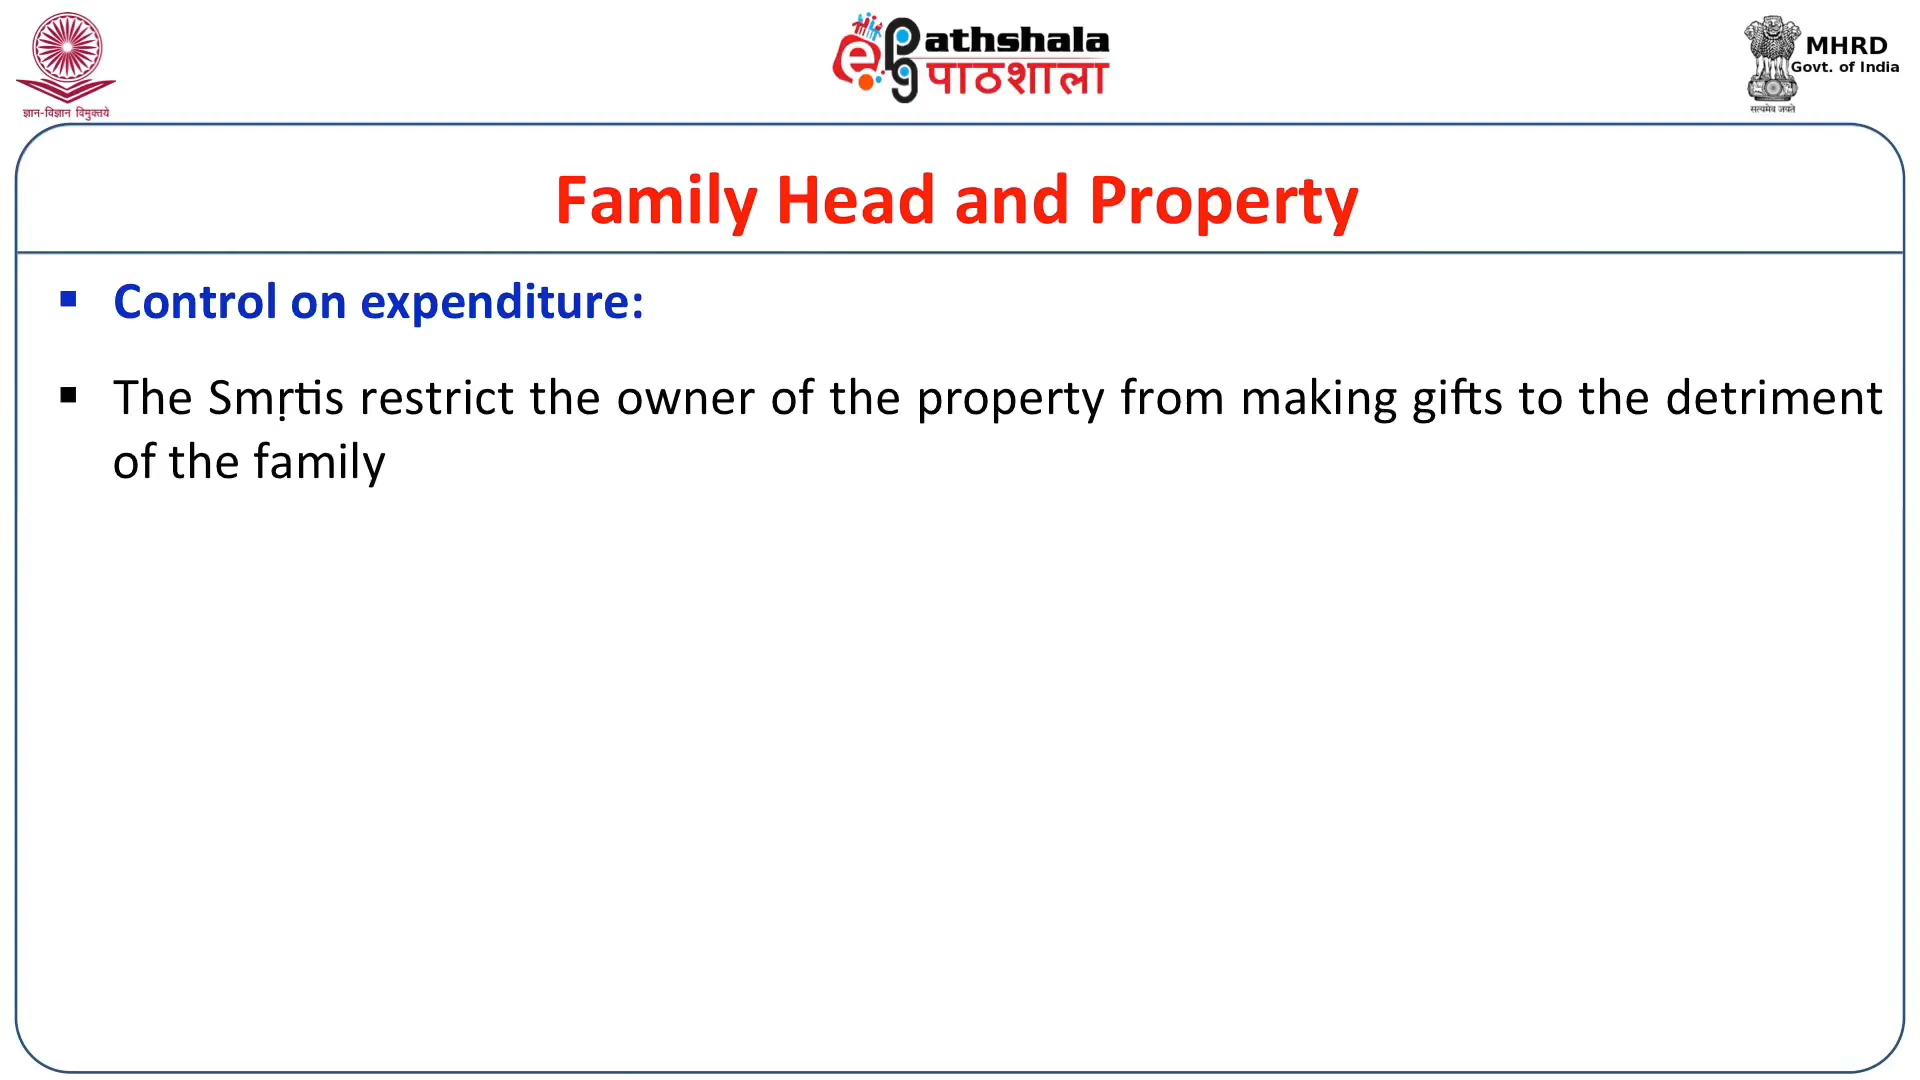 ज्ञान-विज्ञान विमुक्तये
ePathshala
पाठशाला
MHRD
Govt. of India
सत्यमेव जयते
Family Head and Property
▪ Control on expenditure:
▪ The Smṛtis restrict the owner of the property from making gifts to the detriment
of the family